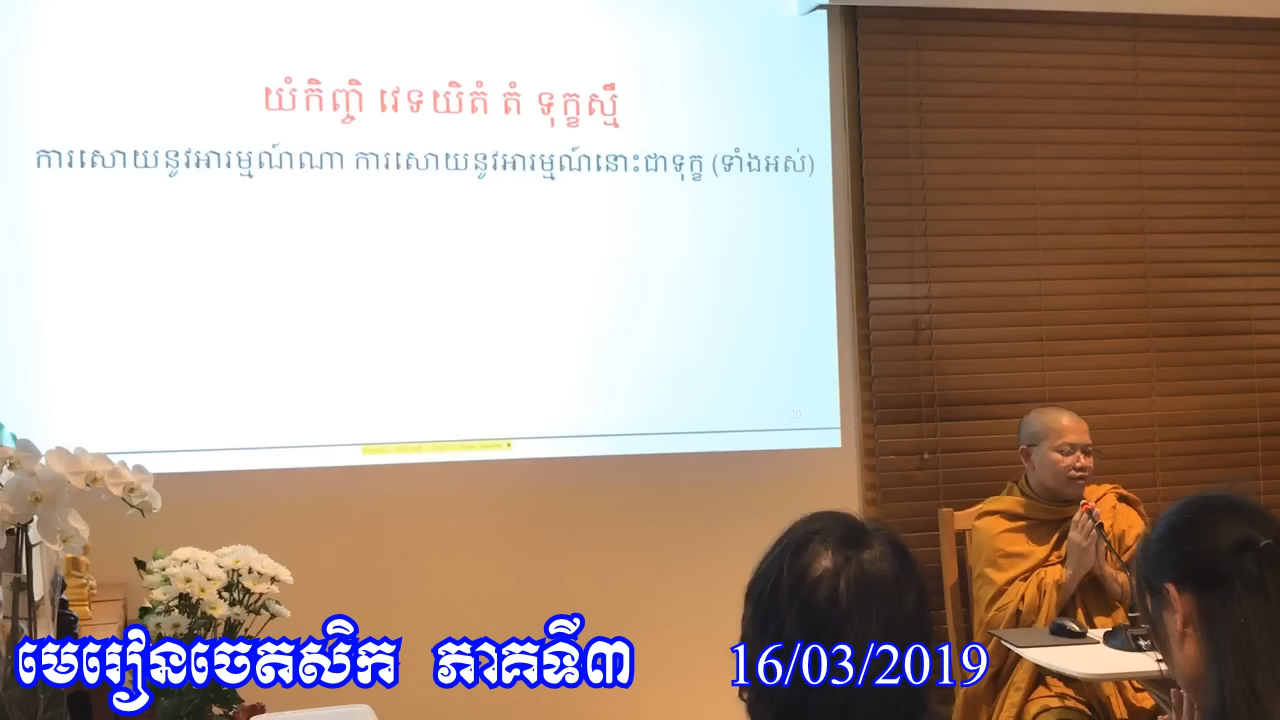 យំកិញ្ចិ វេទយិតំ តំ ទុក្ខស្មឹ
ការសោយនូវអារម្មណ៍ណា ការសោយនូវអារម្មណ៍នោះជាទុក្ខ (ទាំងអស់)
20
មេរៀនចេតសិក ភាគទី៣ 16/03/2019